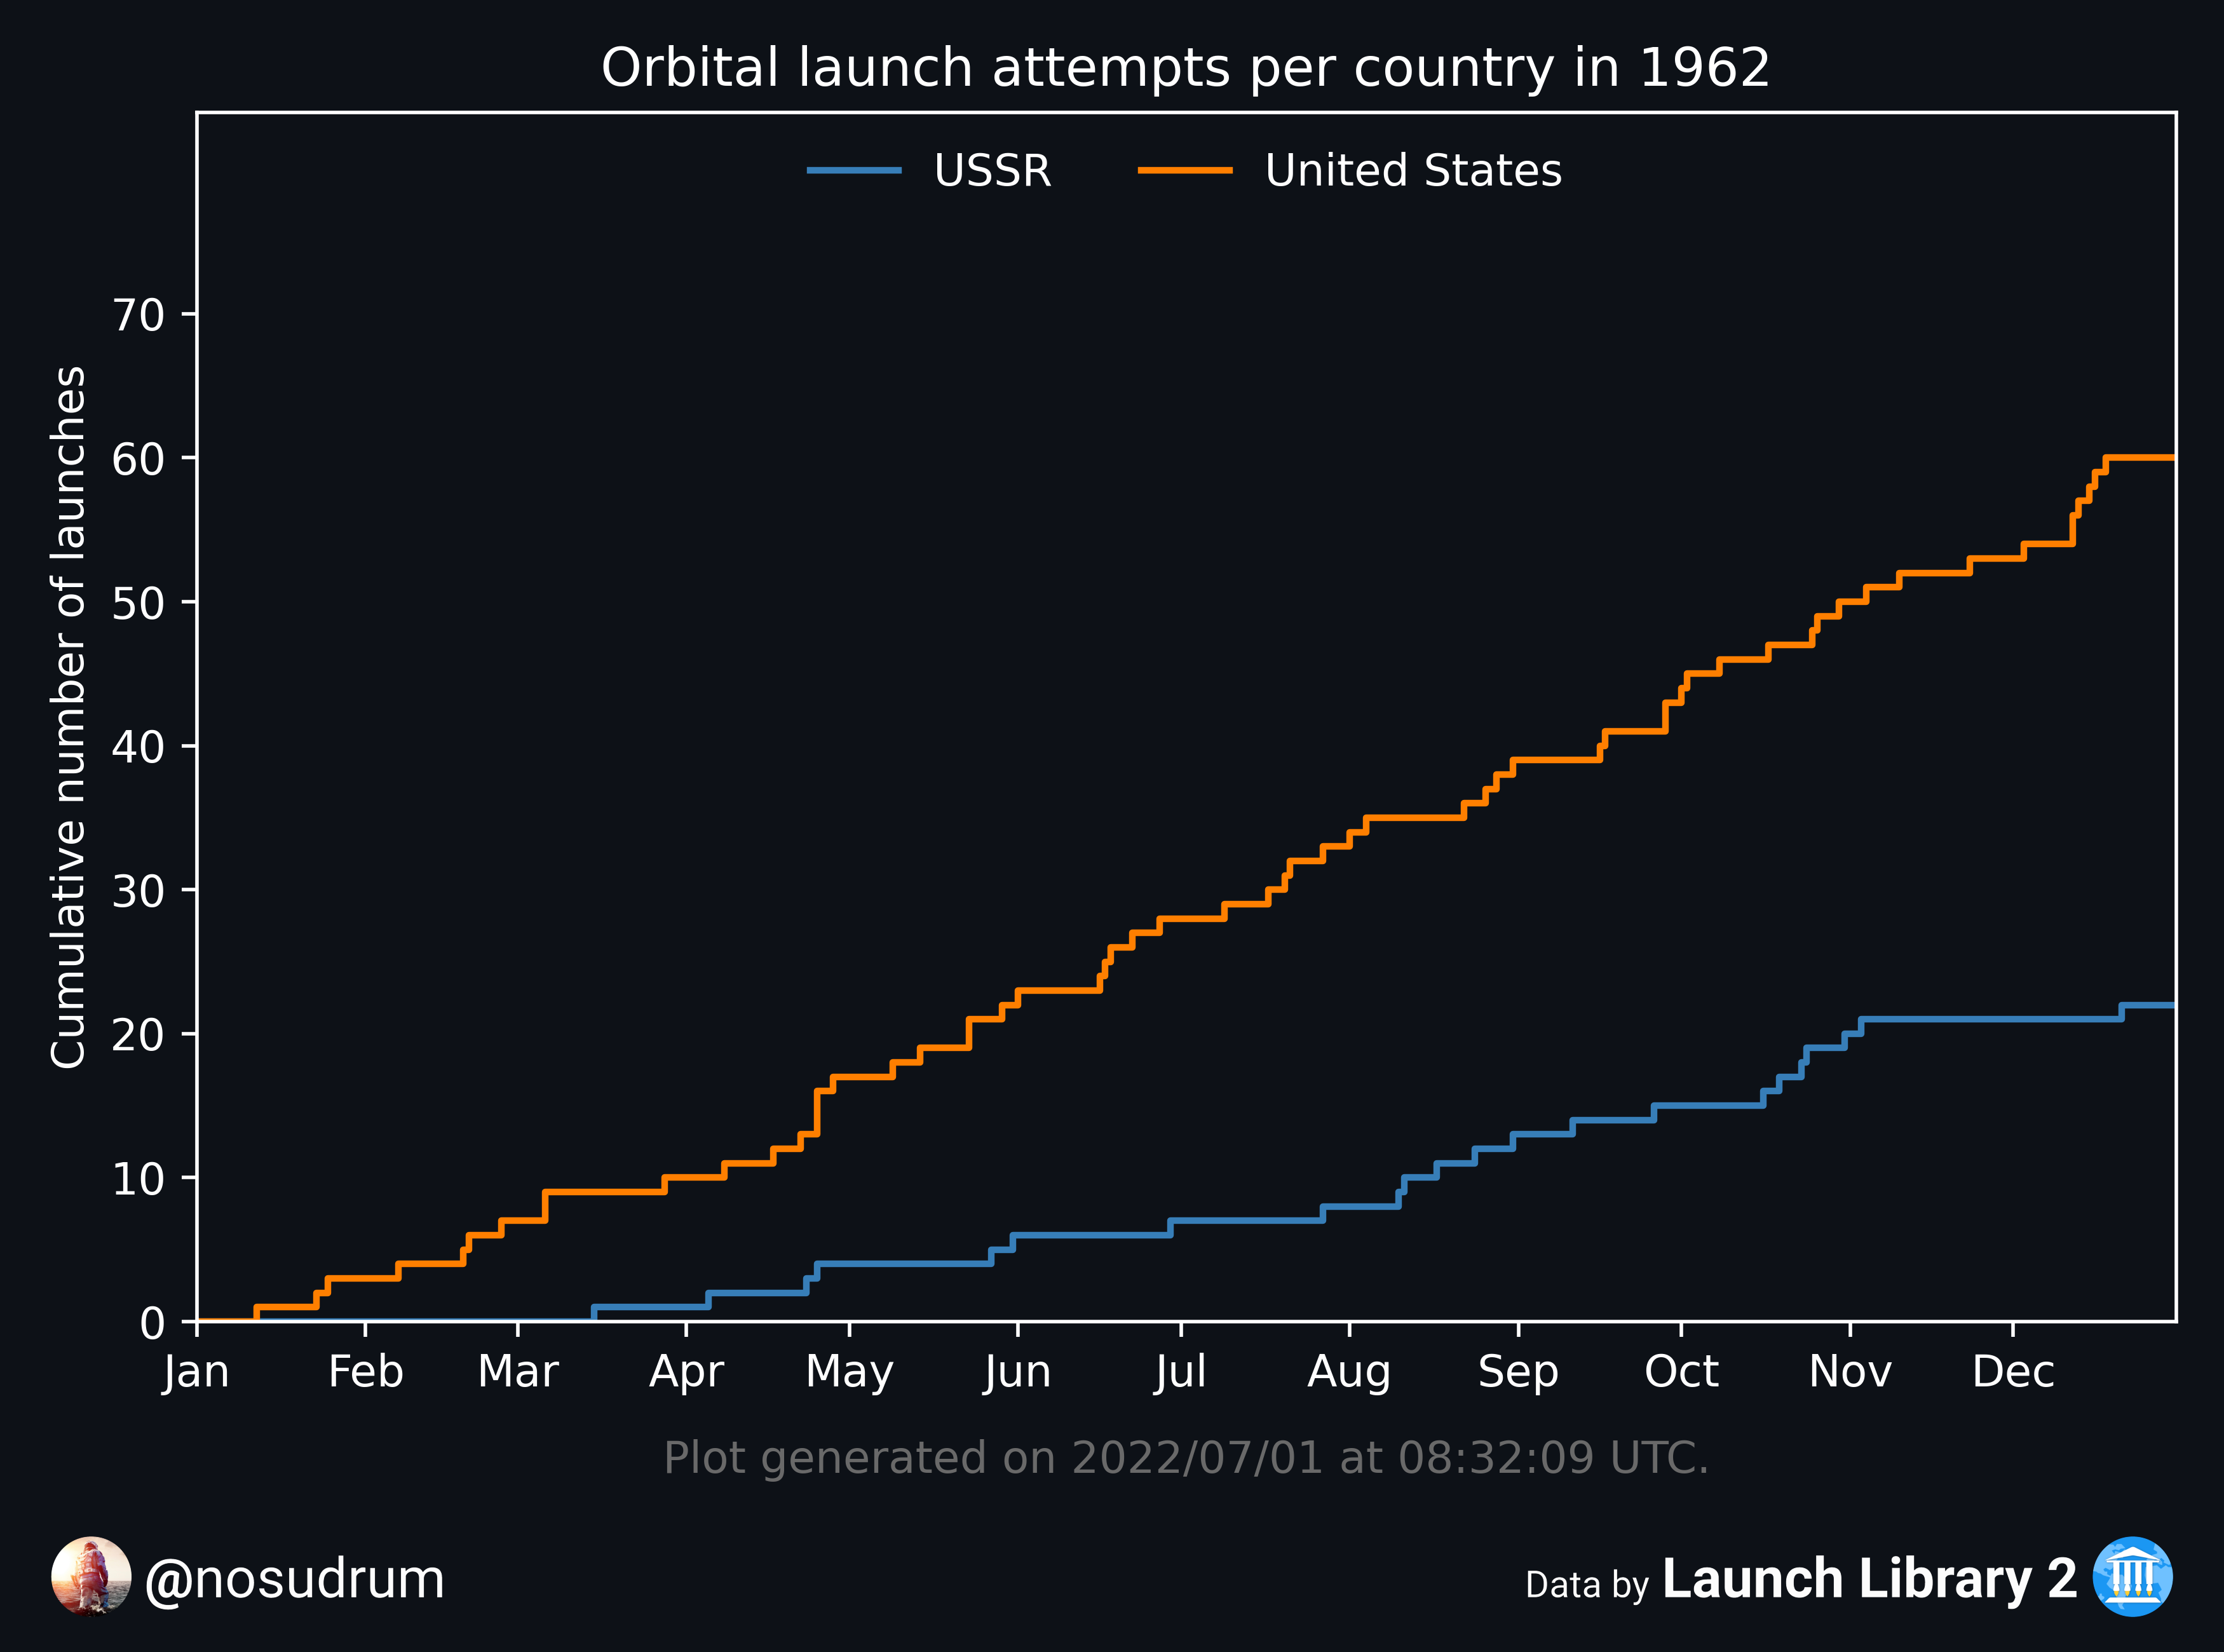 Orbital launch attempts per country in 1962
USSR
United States
Cumulative number of launches
70
60
50
40
30
20
10
0
Jan Feb Mar Apr May Jun Jul Aug Sep Oct Nov Dec
Plot generated on 2022/07/01 at 08:32:09 UTC.
@nosudrum
Data by Launch Library 2